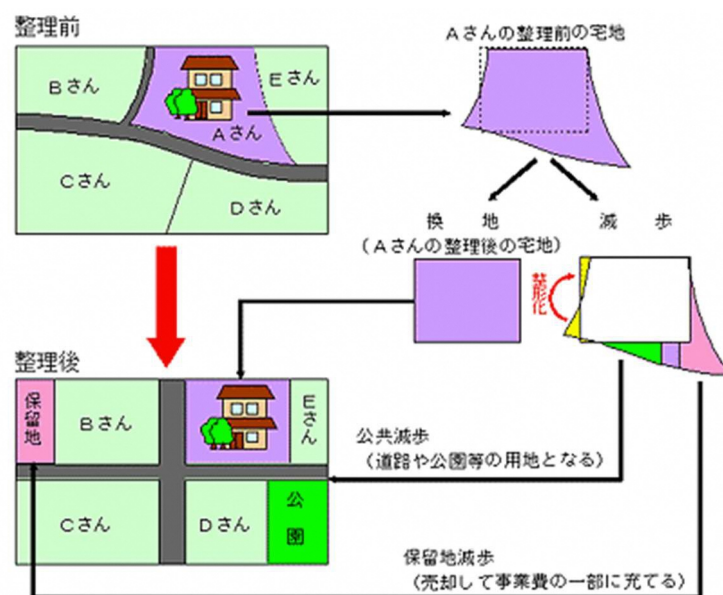 整理前
Aさんの整理前の宅地
Bさん
Eさん
Aさん
Cさん
Dさん
換地
減歩
(Aさんの整理後の宅地)
整形化
整理後
保留地
Bさん
Eさん
公共減歩
(道路や公園等の用地となる)
Cさん
Dさん
公園
保留地減歩
(売却して事業費の一部に充てる)